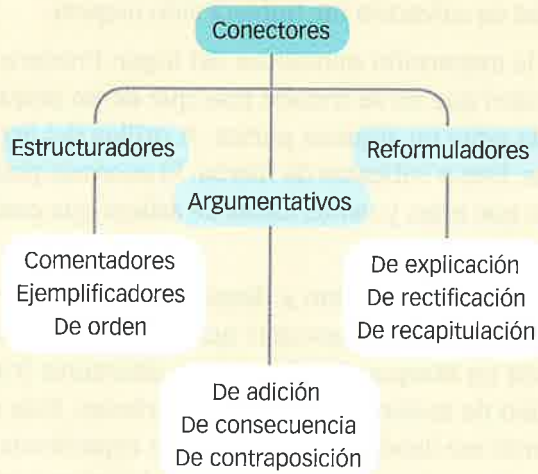 Conectores
Estructuradores
Comentadores
Ejemplificadores
De orden
Argumentativos
De adición
De consecuencia
De contraposición
Reformuladores
De explicación
De rectificación
De recapitulación